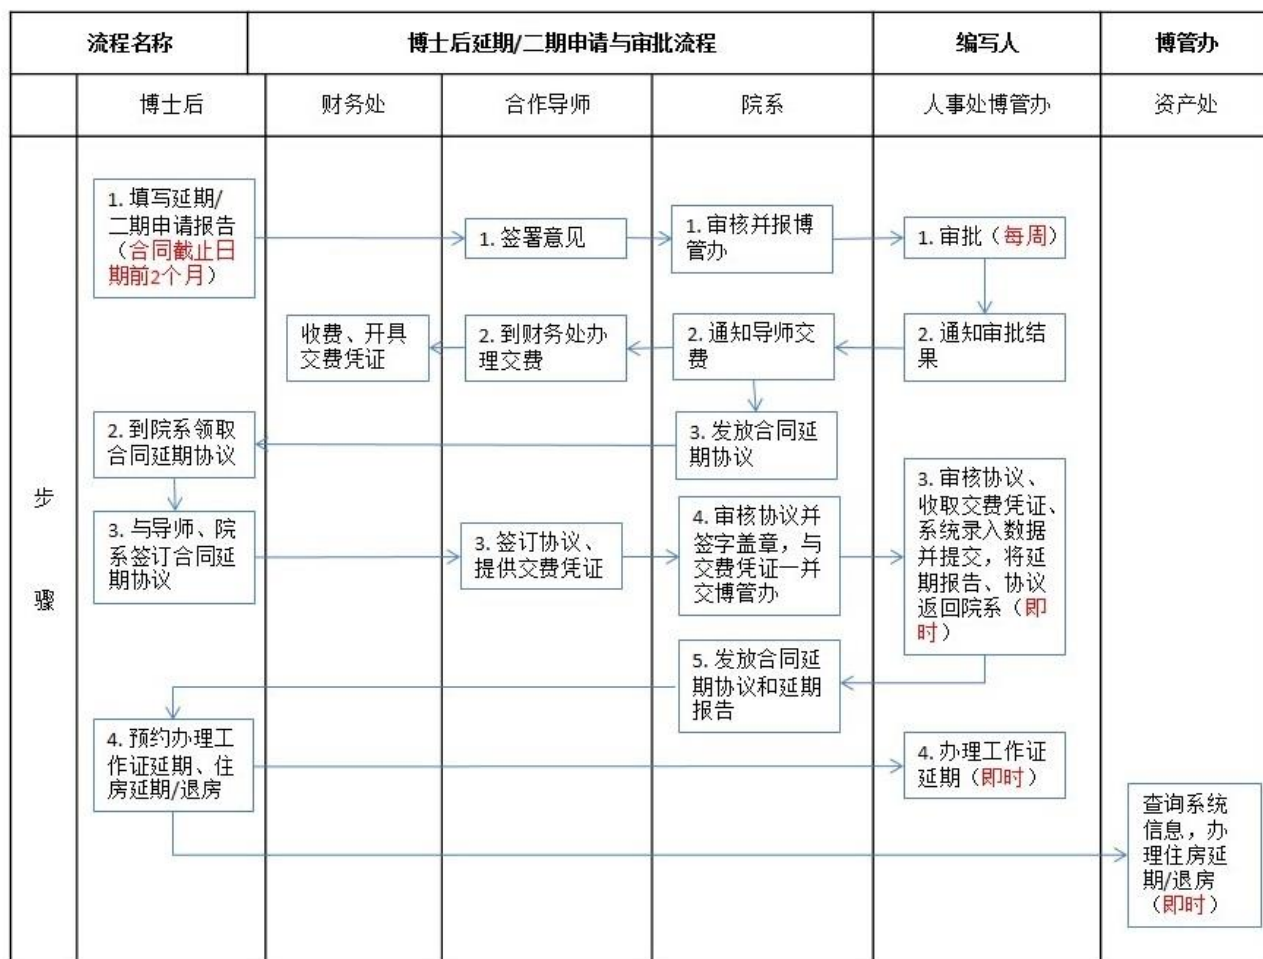 流程名称
博士后延期/二期申请与审批流程
编写人
博管办
博士后
财务处
合作导师
院系
人事处博管办
资产处
步
骤
1. 填写延期/
二期申请报告
（合同截止日
期前2个月）
1. 签署意见
1. 审核并报博
管办
1. 审批（每周）
收费、开具
交费凭证
2. 到财务处办
理交费
2. 通知导师交
费
2. 通知审批结
果
2. 到院系领取
合同延期协议
3. 发放合同延
期协议
3. 与导师、院
系签订合同延
期协议
3. 签订协议、
提供交费凭证
4. 审核协议并
签字盖章，与
交费凭证一并
交博管办
3. 审核协议、
收取交费凭证、
系统录入数据
并提交，将延
期报告、协议
返回院系（即
时）
5. 发放合同延
期协议和延期
报告
4. 预约办理工
作证延期、住
房延期/退房
4. 办理工作证
延期（即时）
查询系统
信息，办
理住房延
期/退房
（即时）